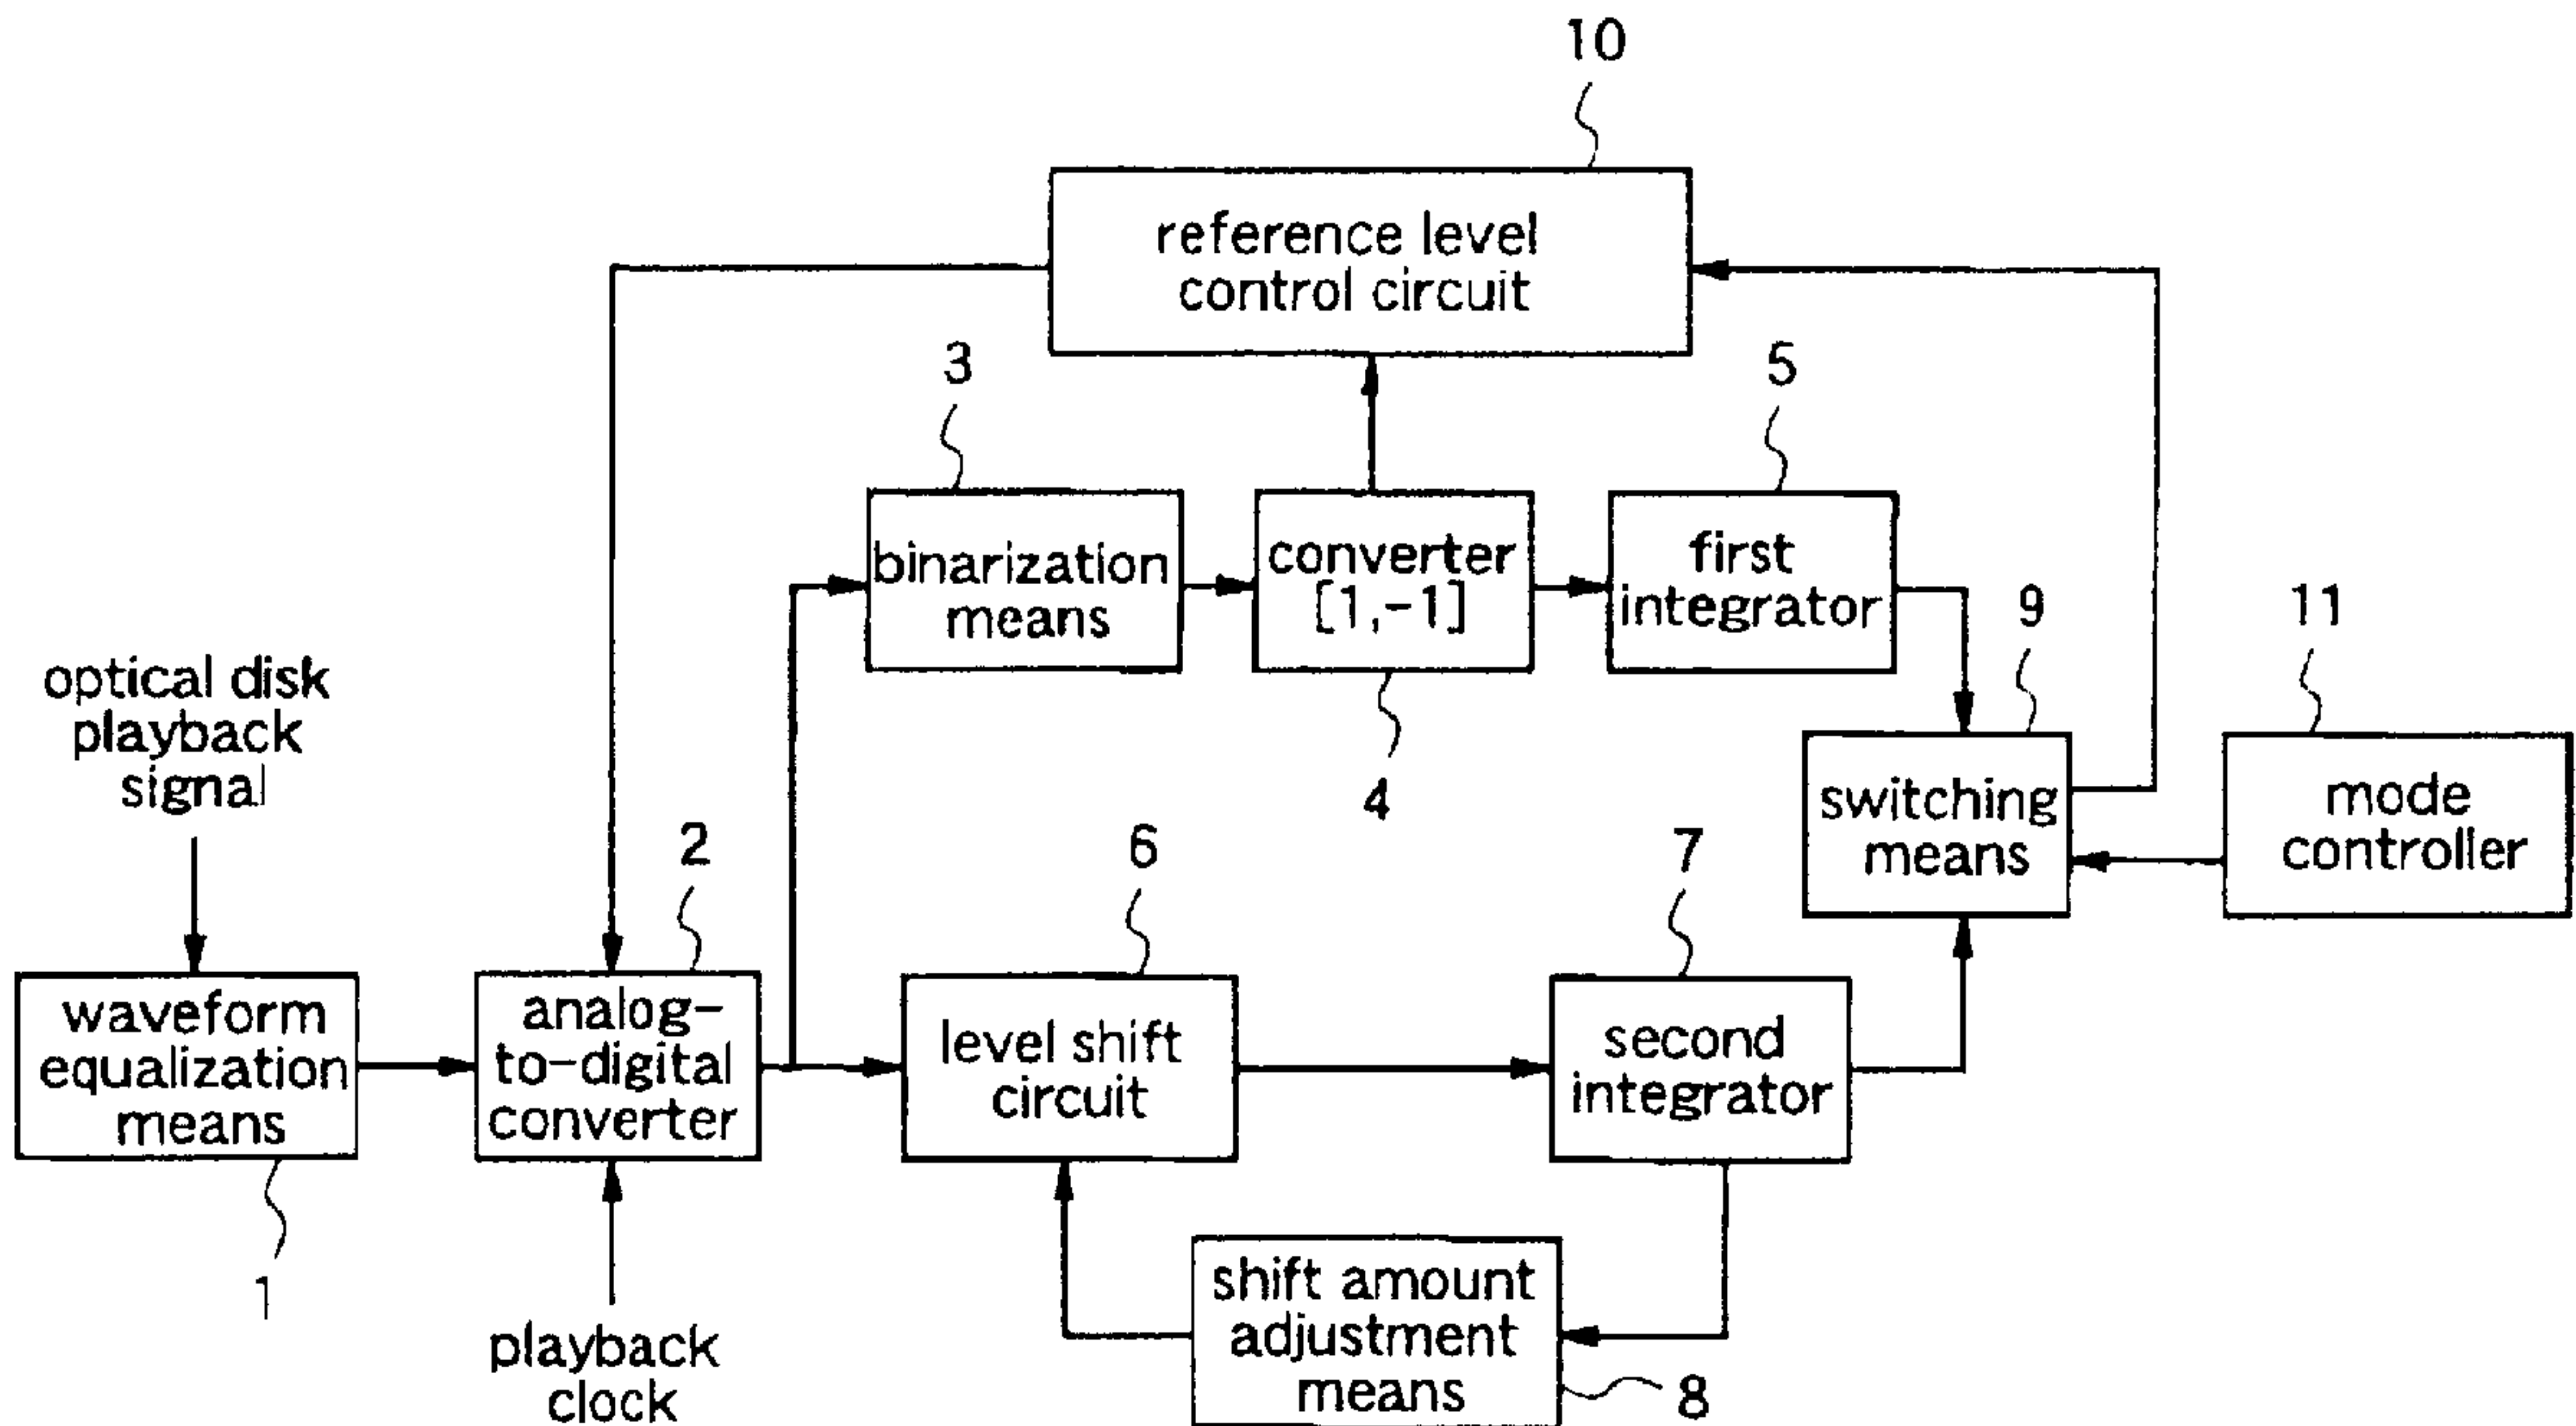 10
reference level
control circuit
3
5
binarization
means
converter
[1,-1]
first
integrator
9
11
4
optical disk
playback
signal
switching
means
mode
controller
2
6
7
waveform
equalization
means
analog-
to-digital
converter
level shift
circuit
second
integrator
1
playback
clock
shift amount
adjustment
means
8